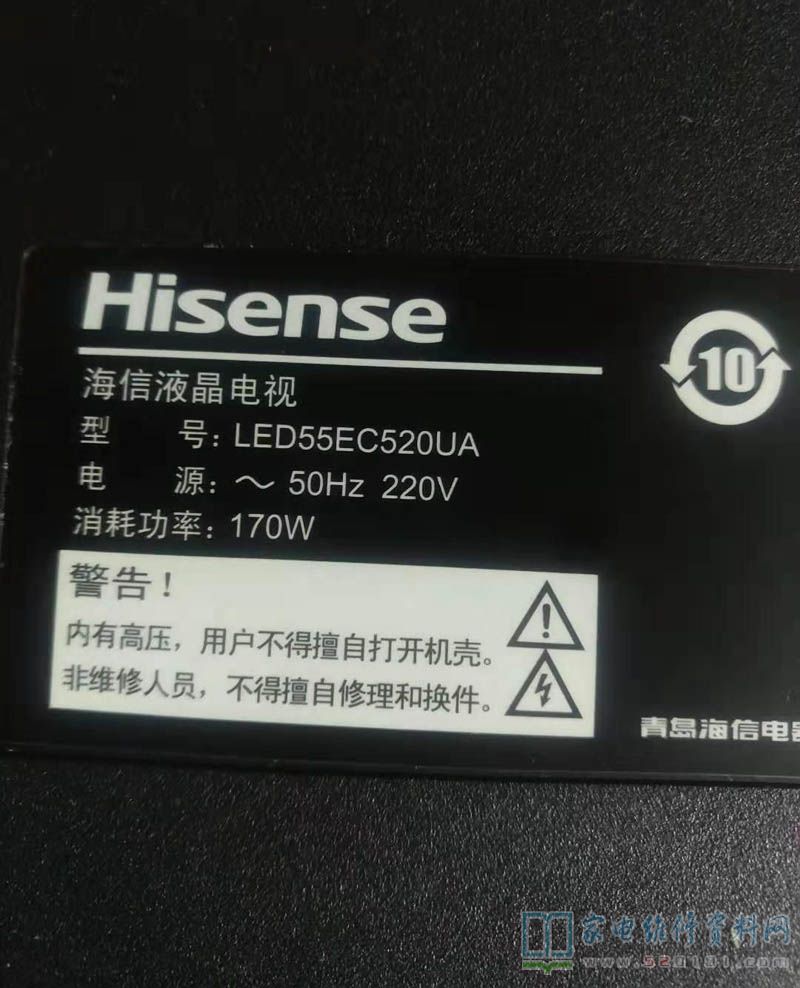 Hisense
10
海信液晶电视
型 号: LED55EC520UA
电 源: ～ 50Hz 220V
消耗功率: 170W
警告!
内有高压，用户不得擅自打开机壳。
非维修人员，不得擅自修理和换件。
青岛海信电器
家电维修资料网
www.520101.com